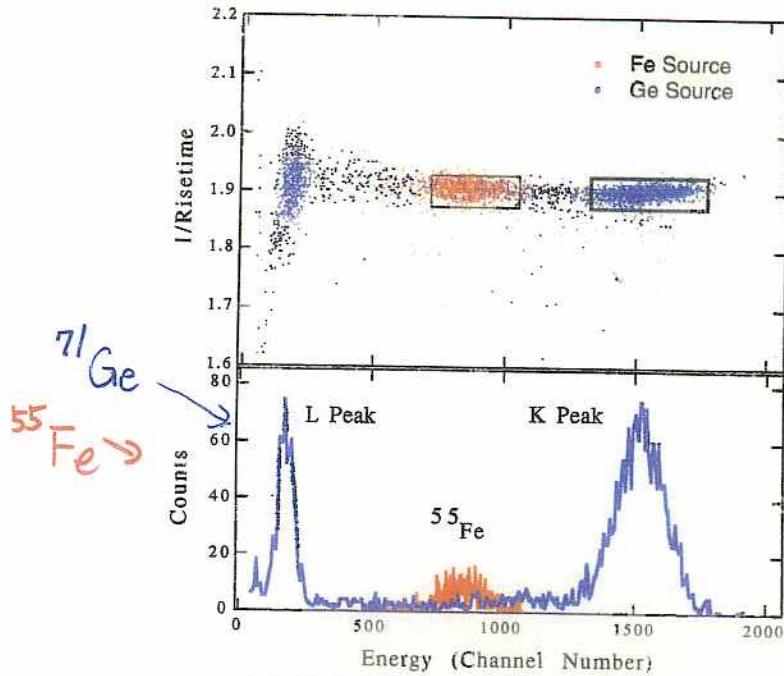 2.2
2.1
2.0
1.9
1.8
1.7
1.6
1/Risetime
Fe Source
Ge Source
71Ge
55Fe
80
60
40
20
0
Counts
L Peak
K Peak
55Fe
0
500
1000
1500
2000
Energy (Channel Number)